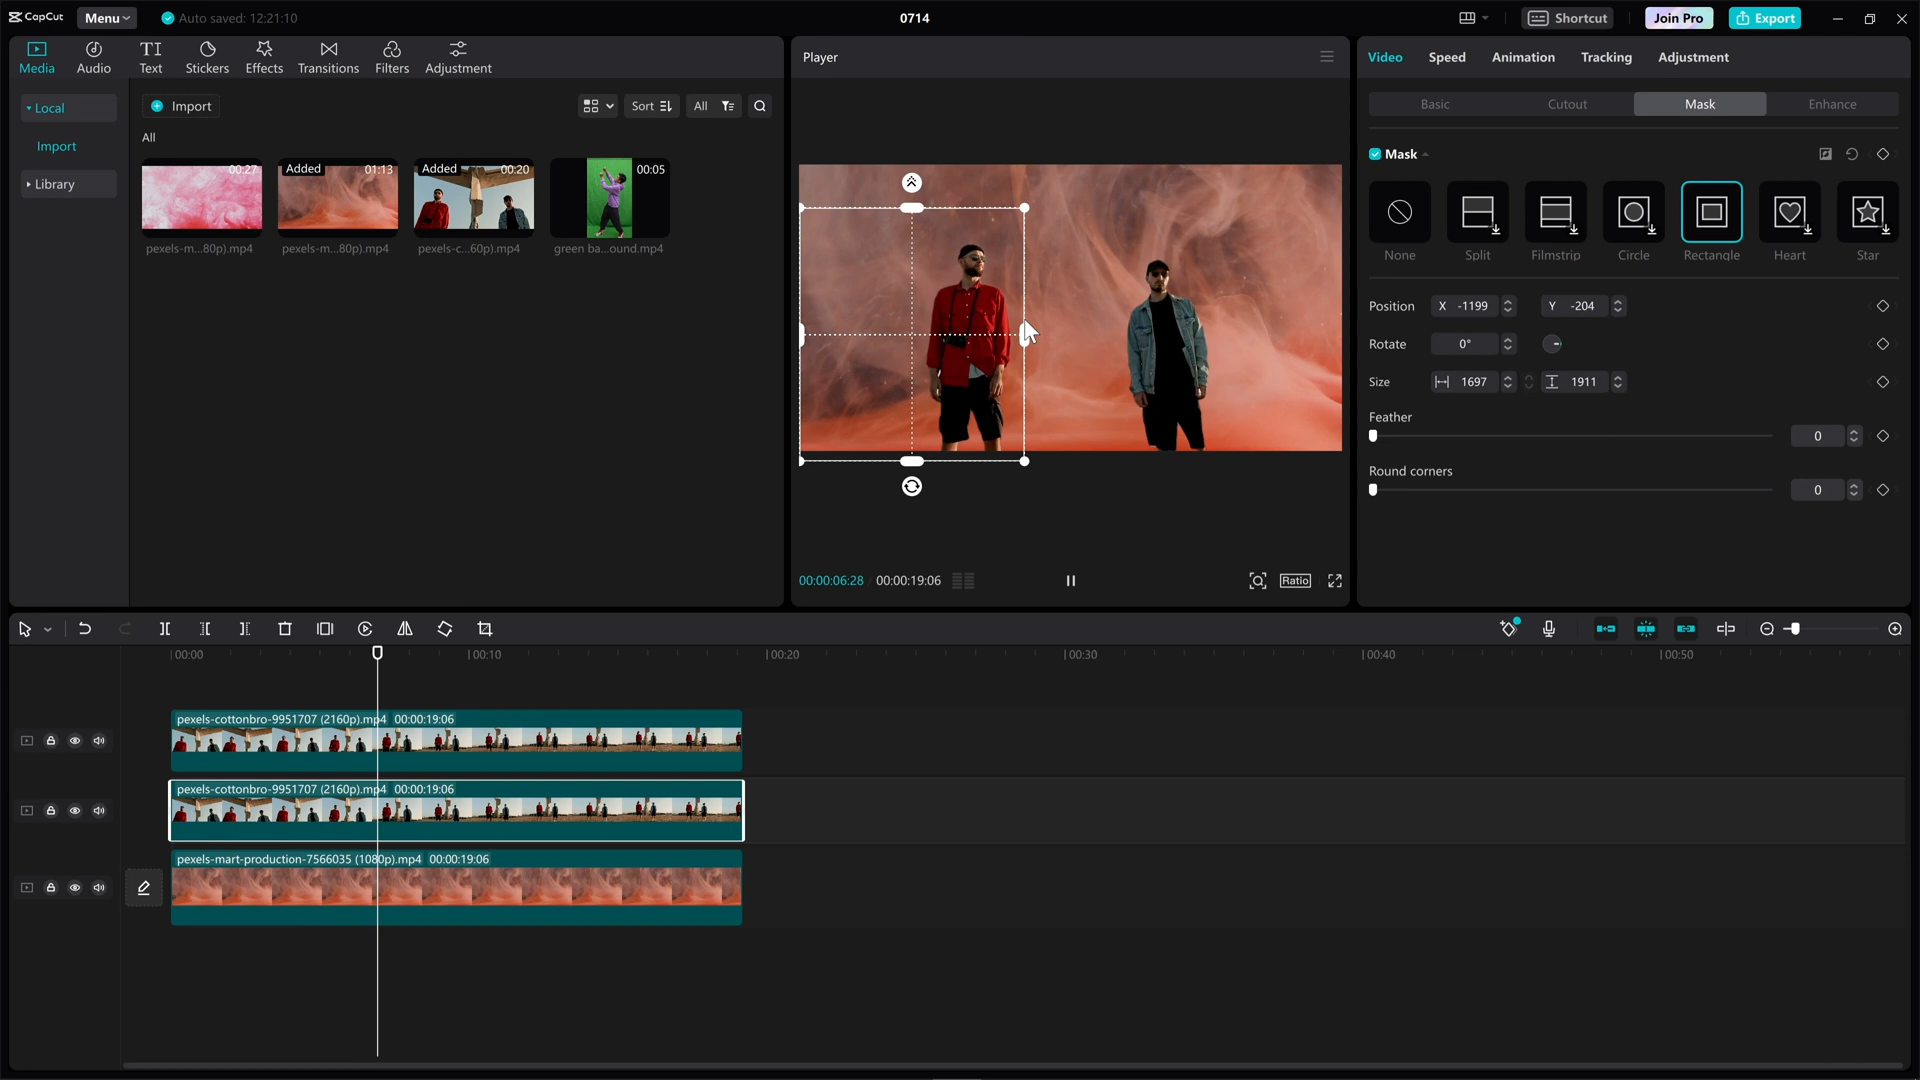 CapCut Menu Auto saved: 12:21:10 0714 Shortcut Join Pro Export
Media Audio Text Stickers Effects Transitions Filters Adjustment
Local
Import
Library
Import Sort All
All
00:27 Added 01:13 Added 00:20 00:05
pexels-m...80p).mp4 pexels-m...80p).mp4 pexels-c...60p).mp4 green ba...ound.mp4
Player
00:00:06:28 00:00:19:06 Ratio
Video Speed Animation Tracking Adjustment
Basic Cutout Mask Enhance
Mask
None Split Filmstrip Circle Rectangle Heart Star
Position X -1199 Y -204
Rotate 0°
Size 1697 1911
Feather
0
Round corners
0
00:00 00:10 00:20 00:30 00:40 00:50
pexels-cottonbro-9951707 (2160p).mp4 00:00:19:06
pexels-cottonbro-9951707 (2160p).mp4 00:00:19:06
pexels-mart-production-7566035 (1080p).mp4 00:00:19:06